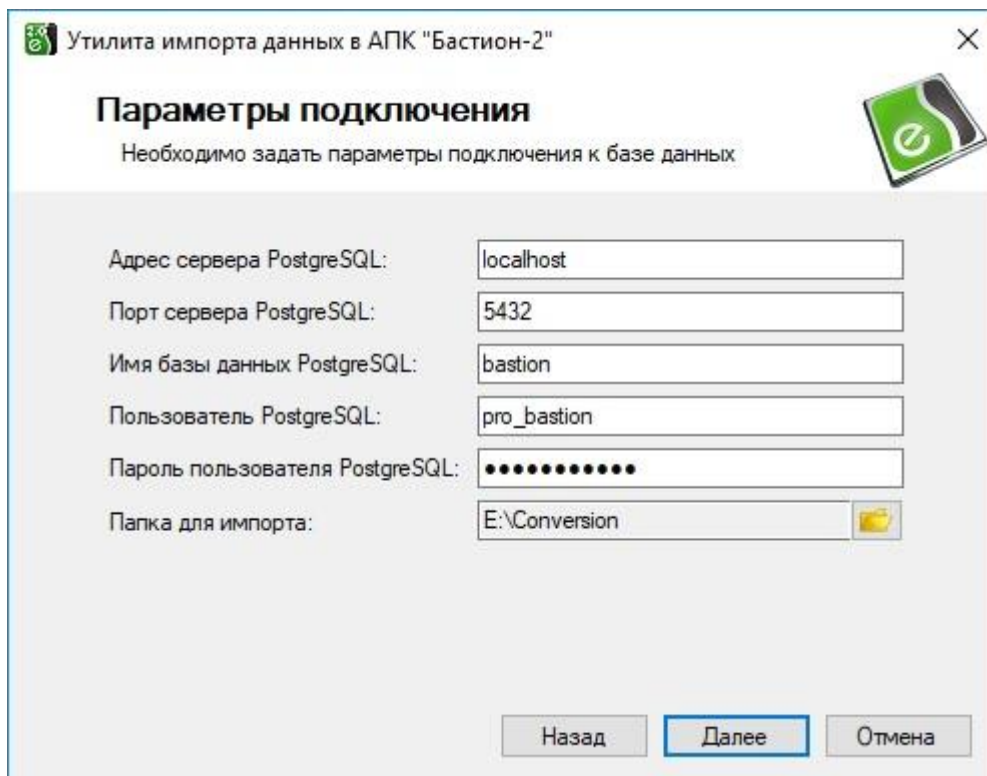 Утилита импорта данных в АПК "Бастион-2"
Параметры подключения
Необходимо задать параметры подключения к базе данных
Адрес сервера PostgreSQL: localhost
Порт сервера PostgreSQL: 5432
Имя базы данных PostgreSQL: bastion
Пользователь PostgreSQL: pro_bastion
Пароль пользователя PostgreSQL: ●●●●●●●●●●●
Папка для импорта: E:\Conversion
Назад Далее Отмена